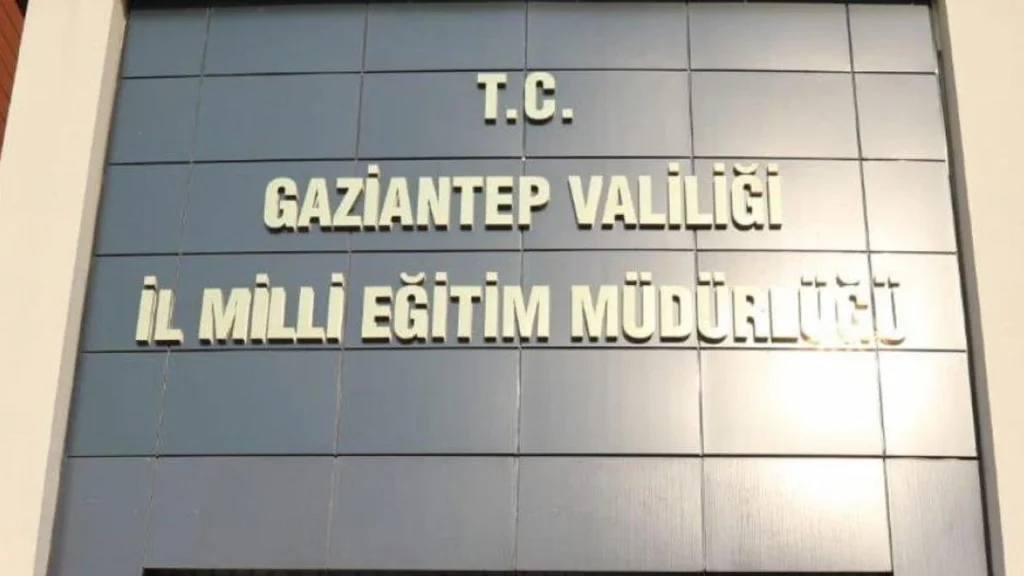 T.C.
GAZİANTEP VALİLİĞİ
İL MİLLİ EĞİTİM MÜDÜRLÜĞÜ